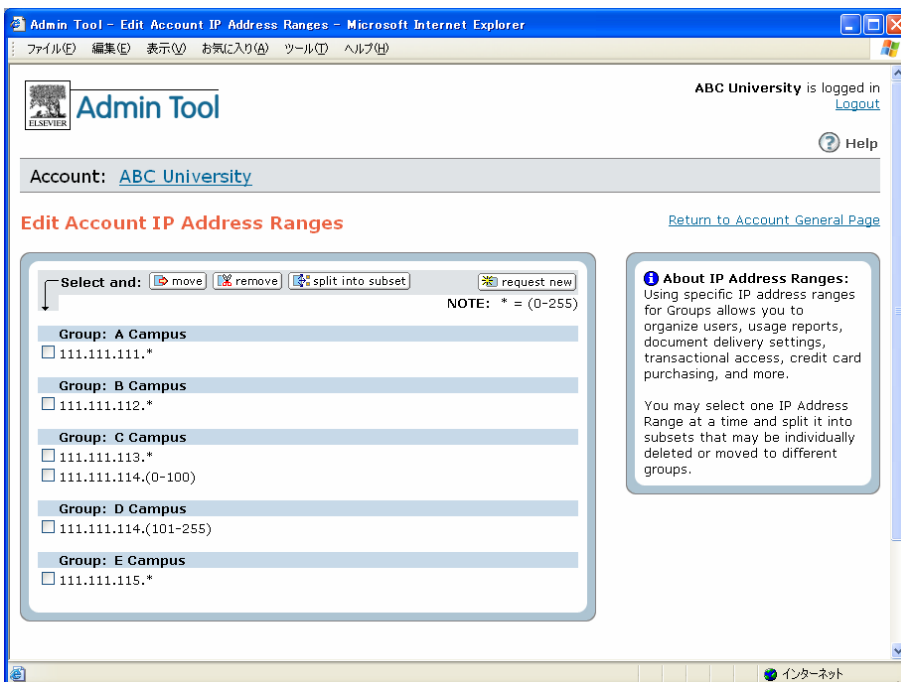 Admin Tool - Edit Account IP Address Ranges - Microsoft Internet Explorer
ファイル(F) 編集(E) 表示(V) お気に入り(A) ツール(T) ヘルプ(H)
ELSEVIER
Admin Tool
ABC University is logged in
Logout
Help
Account: ABC University
Edit Account IP Address Ranges
Return to Account General Page
Select and: move remove split into subset request new
NOTE: * = (0-255)
Group: A Campus
111.111.111.*
Group: B Campus
111.111.112.*
Group: C Campus
111.111.113.*
111.111.114.(0-100)
Group: D Campus
111.111.114.(101-255)
Group: E Campus
111.111.115.*
About IP Address Ranges:
Using specific IP address ranges
for Groups allows you to
organize users, usage reports,
document delivery settings,
transactional access, credit card
purchasing, and more.
You may select one IP Address
Range at a time and split it into
subsets that may be individually
deleted or moved to different
groups.
インターネット